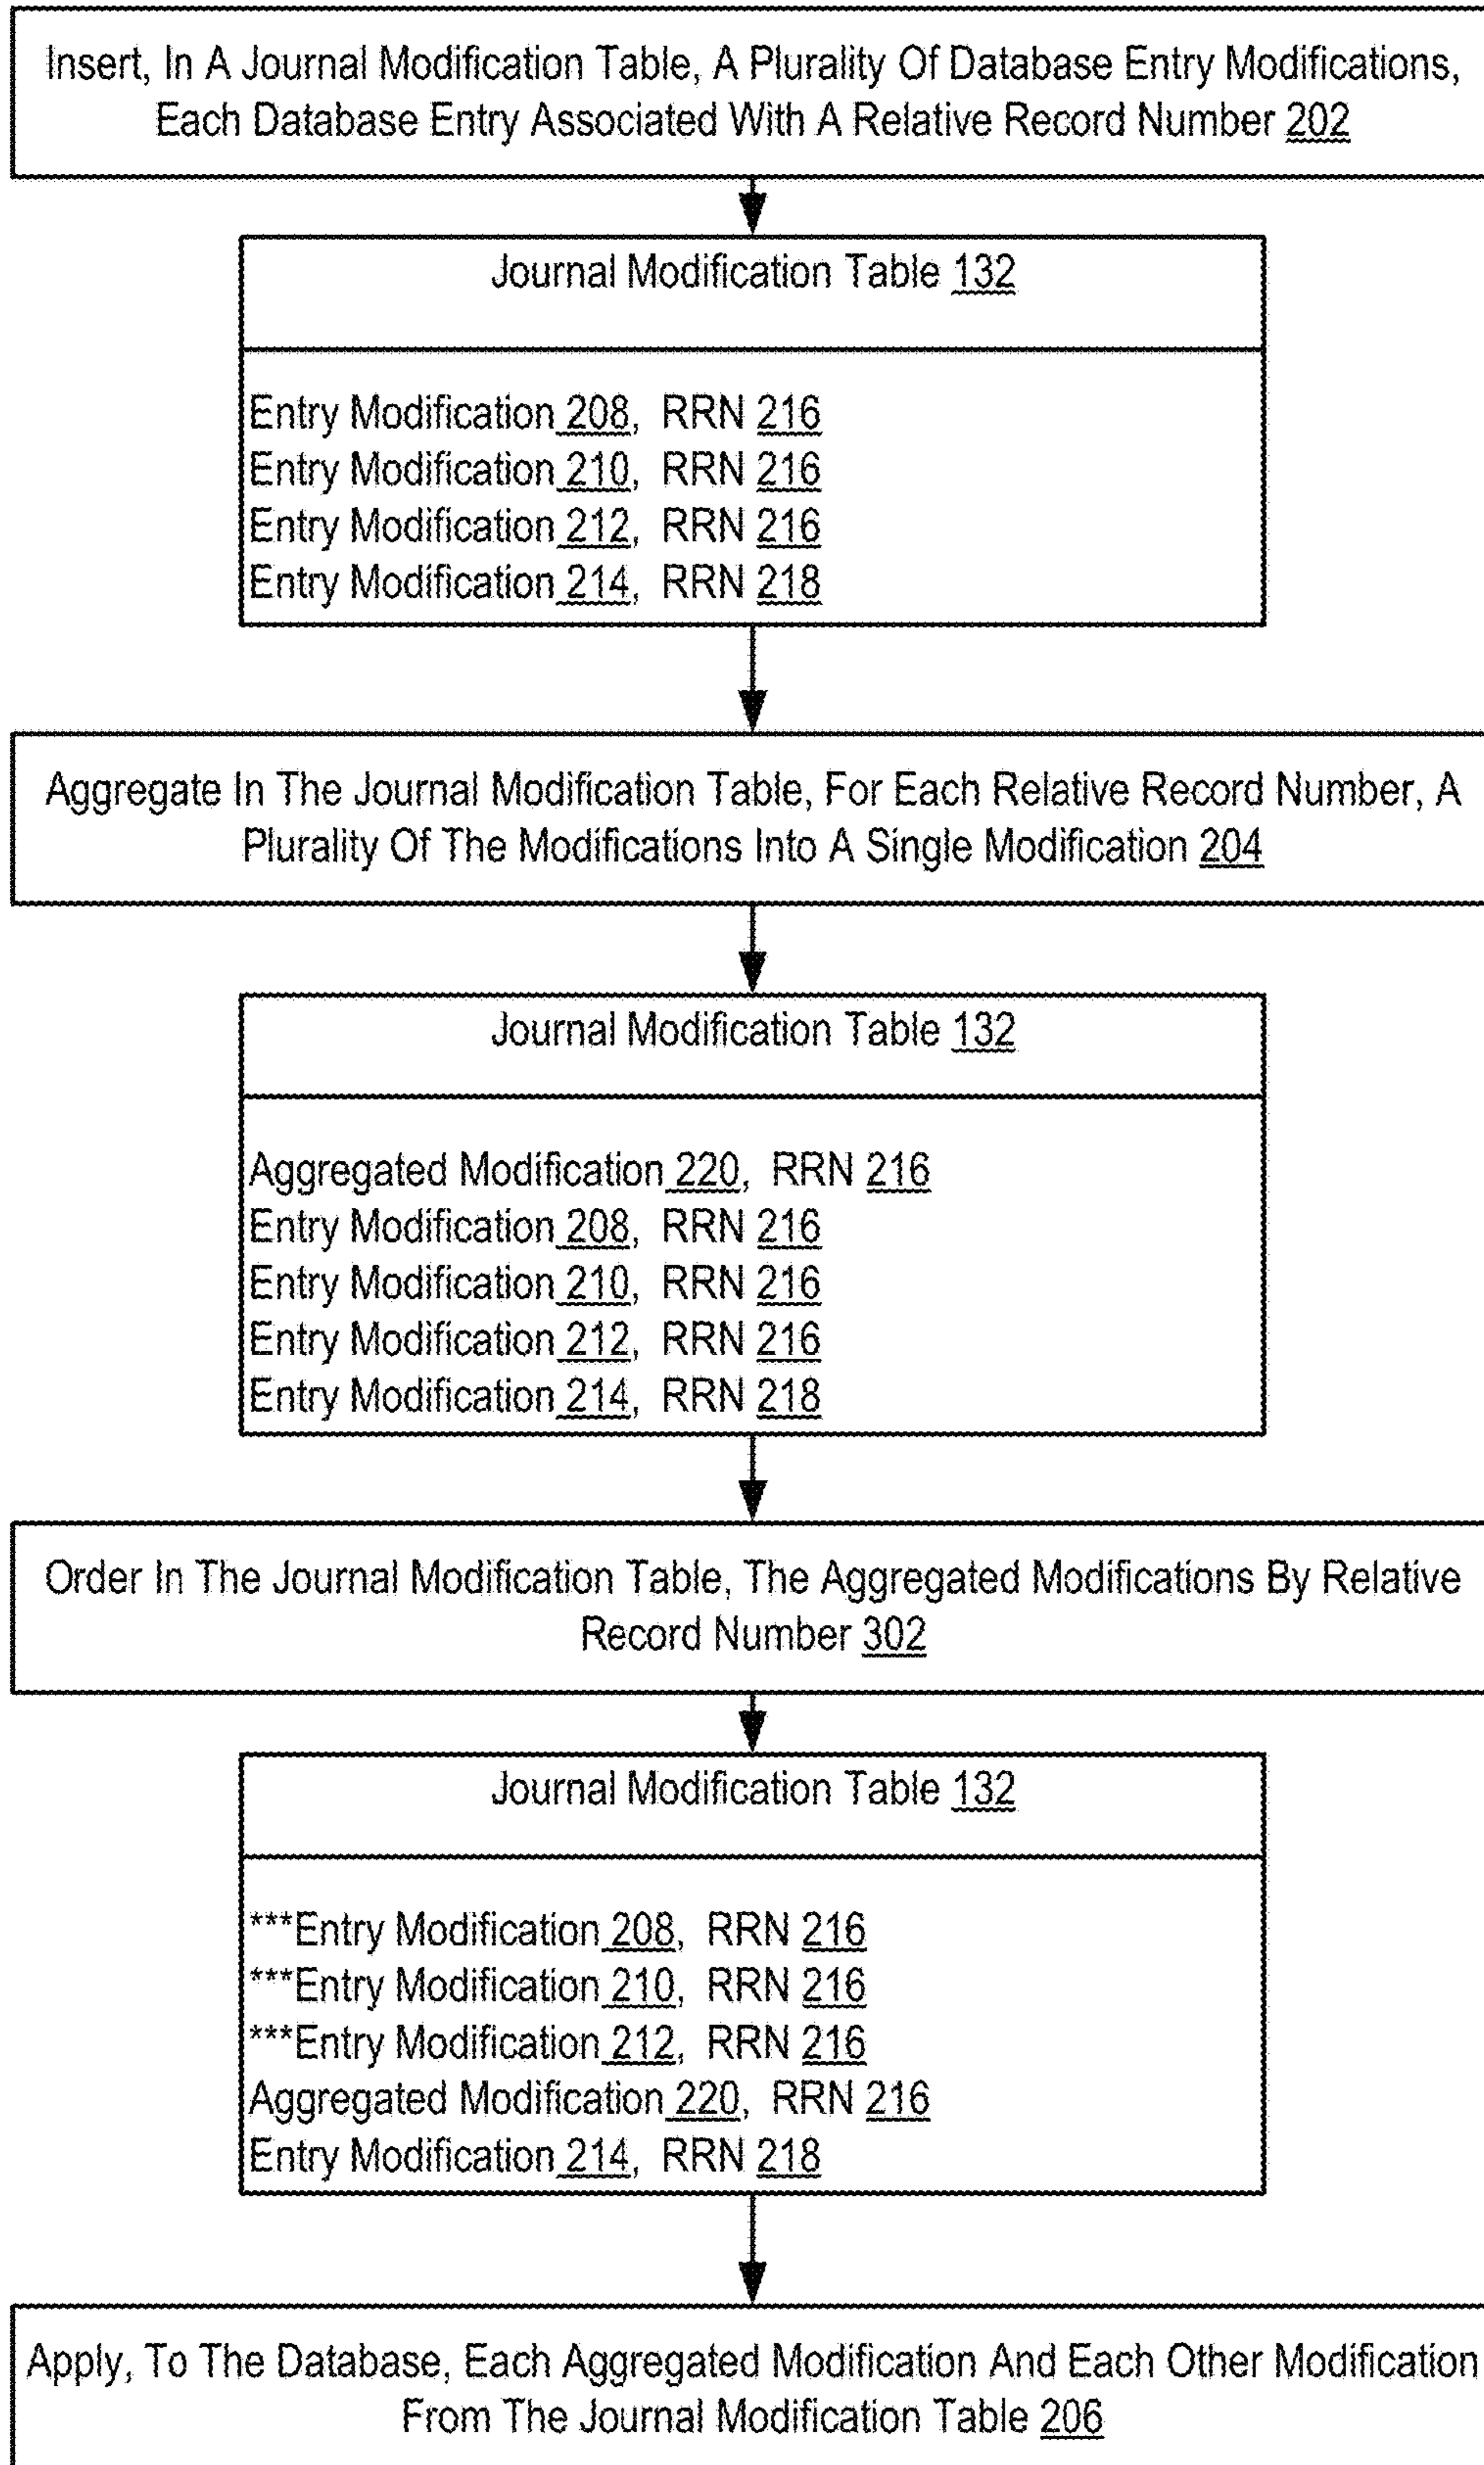 Insert, In A Journal Modification Table, A Plurality Of Database Entry Modifications,
Each Database Entry Associated With A Relative Record Number 202
Journal Modification Table 132
Entry Modification 208, RRN 216
Entry Modification 210, RRN 216
Entry Modification 212, RRN 216
Entry Modification 214, RRN 218
Aggregate In The Journal Modification Table, For Each Relative Record Number, A
Plurality Of The Modifications Into A Single Modification 204
Journal Modification Table 132
Aggregated Modification 220, RRN 216
Entry Modification 208, RRN 216
Entry Modification 210, RRN 216
Entry Modification 212, RRN 216
Entry Modification 214, RRN 218
Order In The Journal Modification Table, The Aggregated Modifications By Relative
Record Number 302
Journal Modification Table 132
***Entry Modification 208, RRN 216
***Entry Modification 210, RRN 216
***Entry Modification 212, RRN 216
Aggregated Modification 220, RRN 216
Entry Modification 214, RRN 218
Apply, To The Database, Each Aggregated Modification And Each Other Modification
From The Journal Modification Table 206